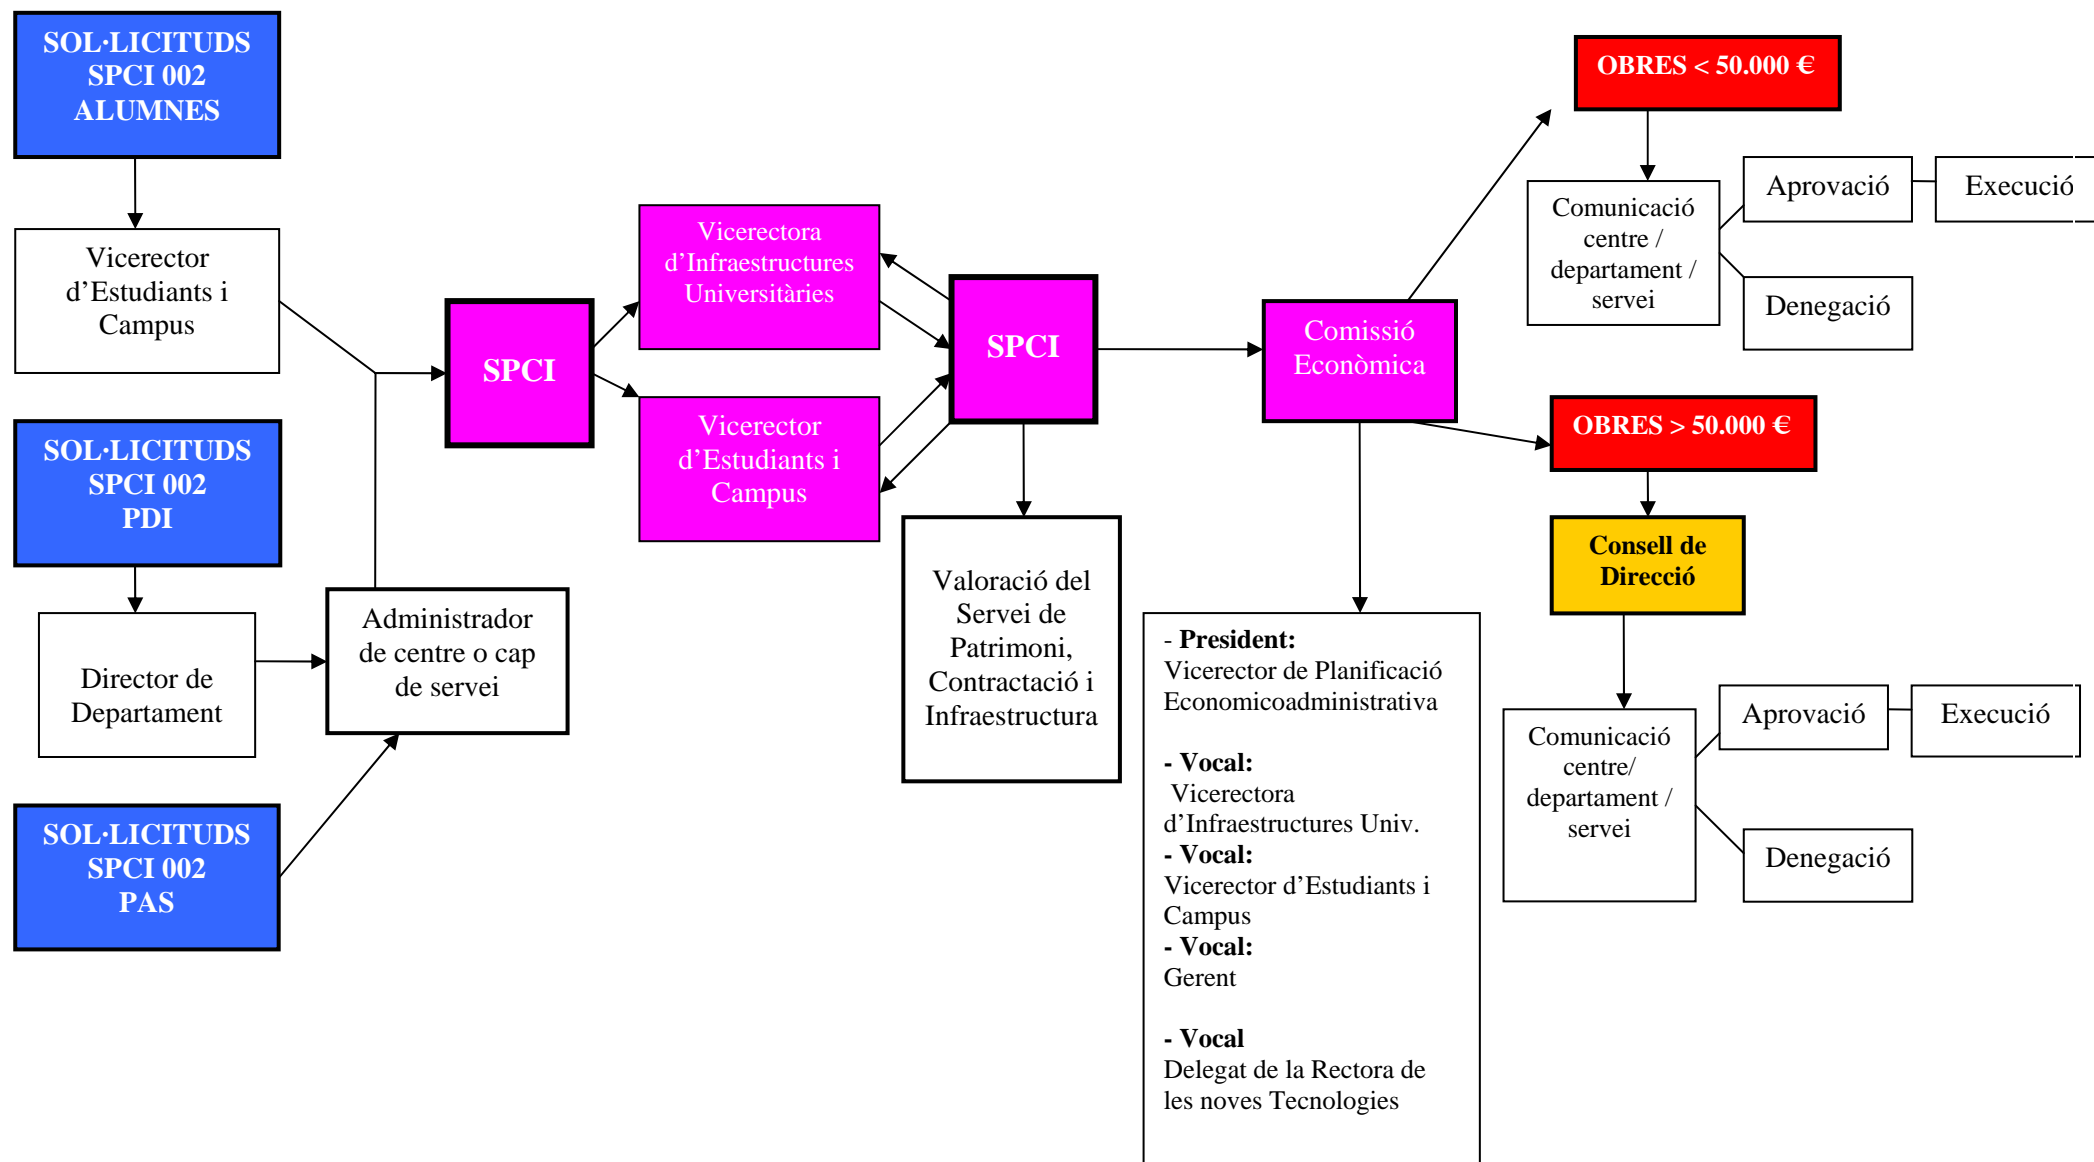 SOL·LICITUDS
SPCI 002
ALUMNES
Vicerector
d’Estudiants i
Campus
SOL·LICITUDS
SPCI 002
PDI
Director de
Departament
SOL·LICITUDS
SPCI 002
PAS
Administrador
de centre o cap
de servei
SPCI
Vicerectora
d’Infraestructures
Universitàries
Vicerector
d’Estudiants i
Campus
SPCI
Valoració del
Servei de
Patrimoni,
Contractació i
Infraestructura
Comissió
Econòmica
- President:
Vicerector de Planificació
Economicoadministrativa
- Vocal:
Vicerectora
d’Infraestructures Univ.
- Vocal:
Vicerector d’Estudiants i
Campus
- Vocal:
Gerent
- Vocal
Delegat de la Rectora de
les noves Tecnologies
OBRES < 50.000 €
Comunicació
centre /
departament /
servei
Aprovació
Execució
Denegació
OBRES > 50.000 €
Consell de
Direcció
Comunicació
centre/
departament /
servei
Aprovació
Execució
Denegació